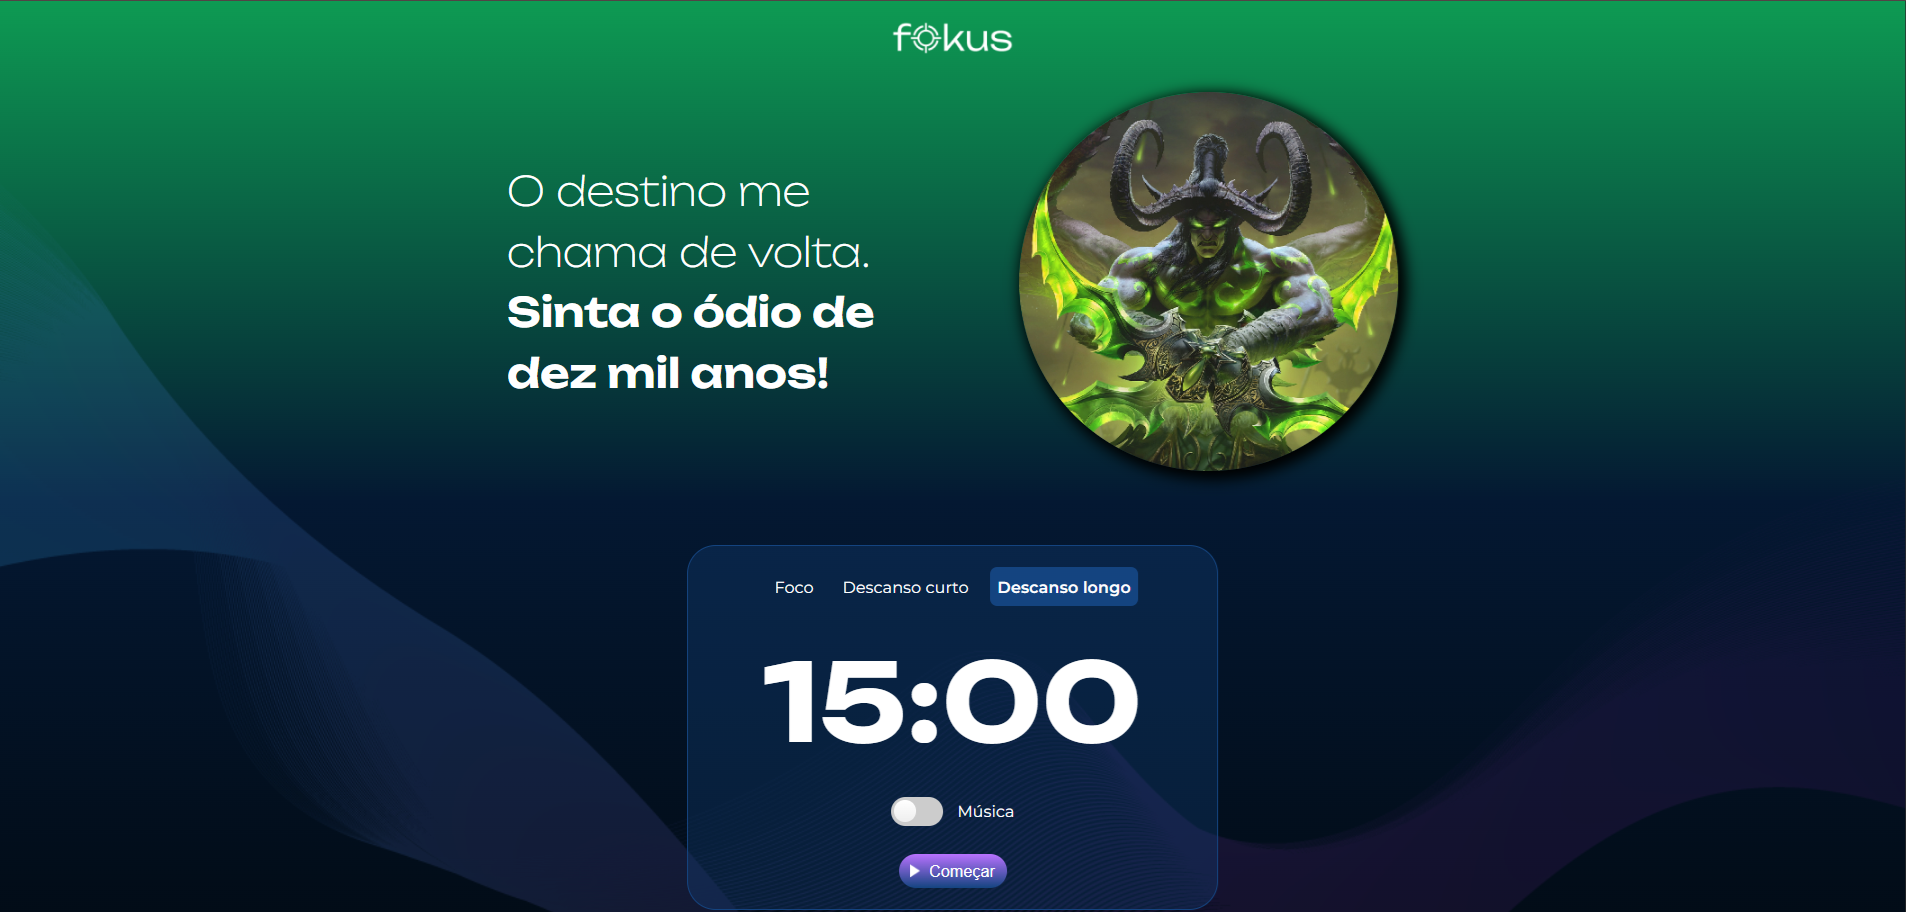 fokus
O destino me
chama de volta.
Sinta o ódio de
dez mil anos!
Foco Descanso curto Descanso longo
15:00
Música
Começar